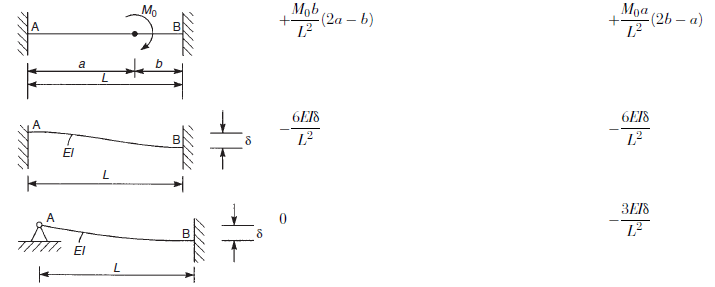 M₀
A B
a b
L
+M₀b/L² (2a − b) +M₀a/L² (2b − a)
A B
EI
δ
L
−6EIδ/L² −6EIδ/L²
A B
EI
δ
L
0 −3EIδ/L²